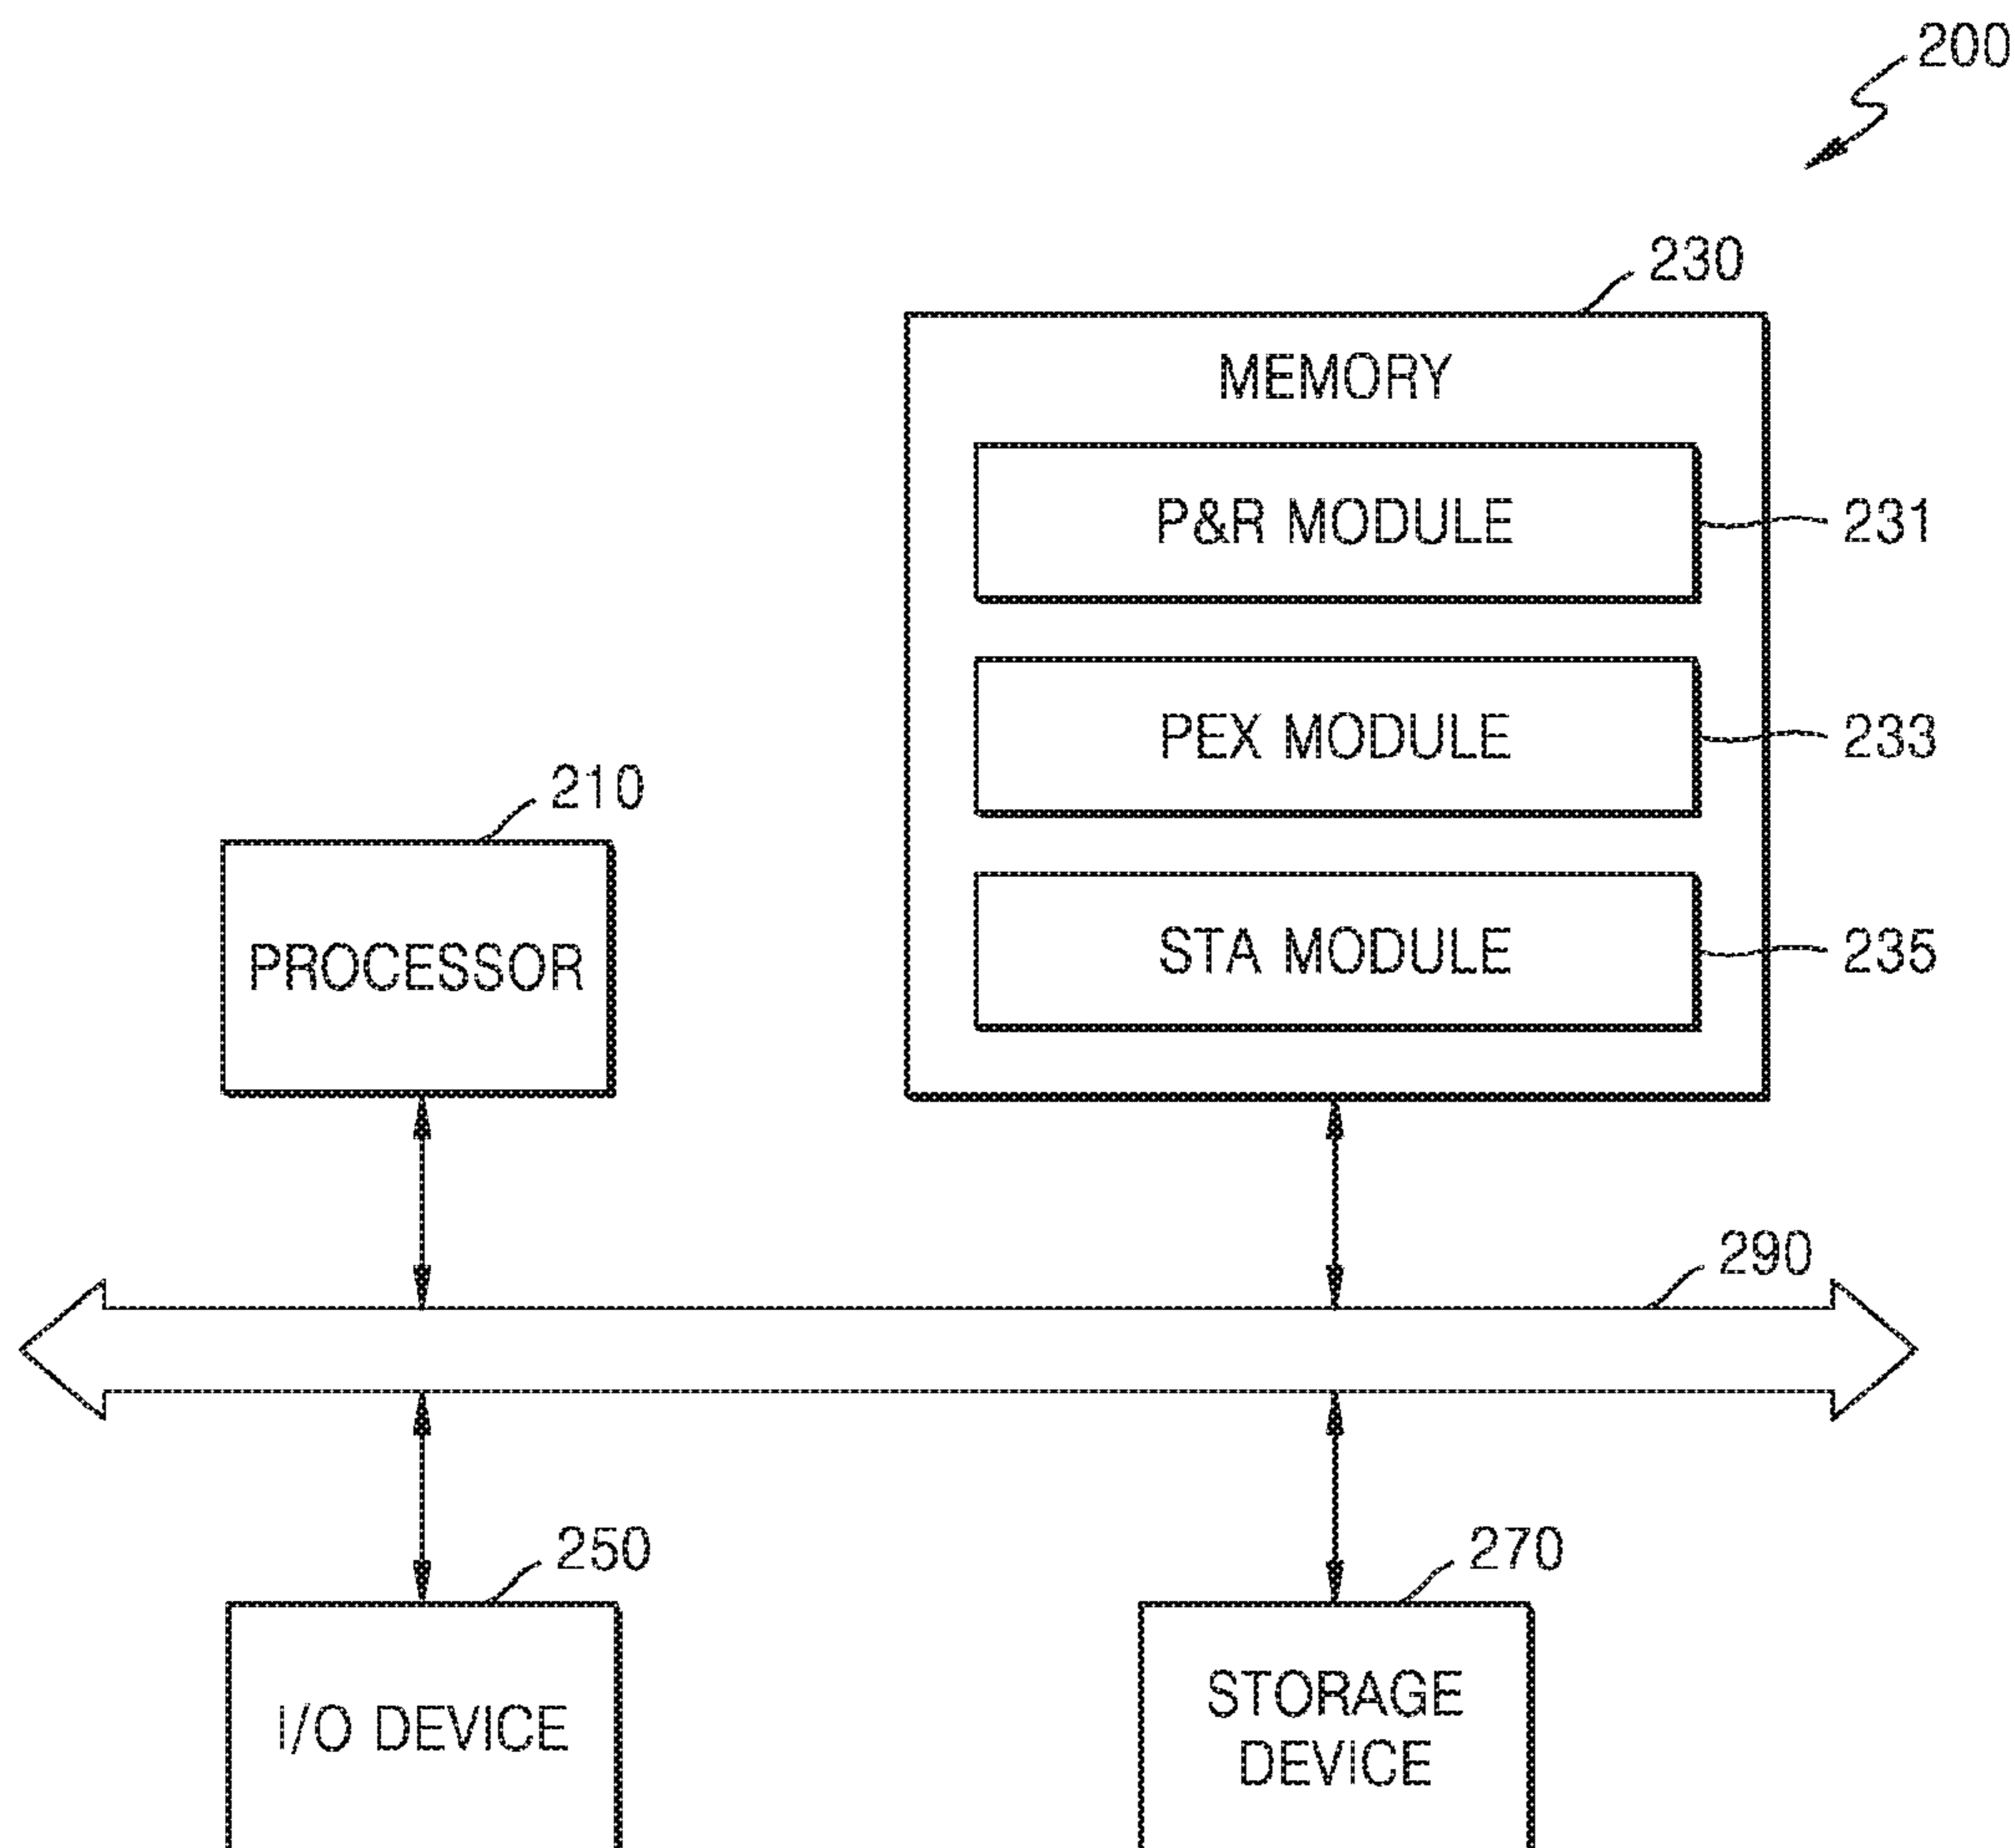 200
230
MEMORY
P&R MODULE
231
PEX MODULE
233
210
STA MODULE
235
PROCESSOR
290
250
270
I/O DEVICE
STORAGE
DEVICE